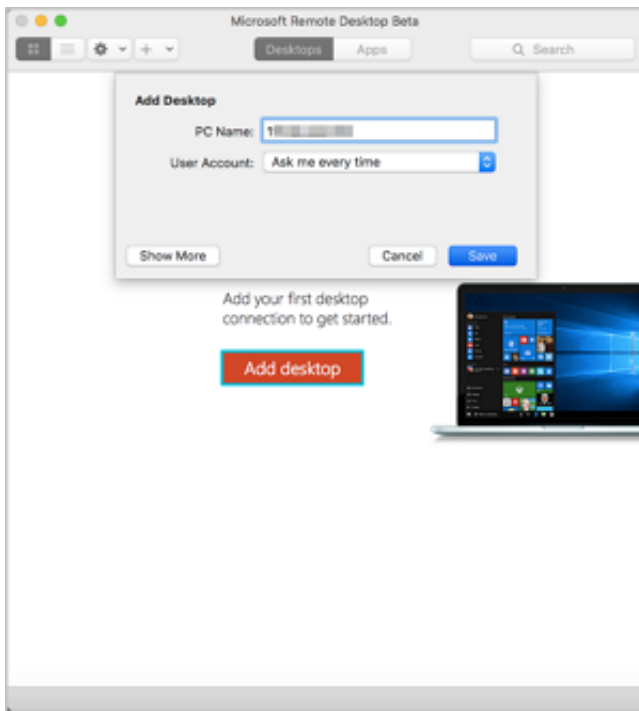 Microsoft Remote Desktop Beta
Desktops Apps Search
Add Desktop
PC Name: 1
User Account: Ask me every time
Show More Cancel Save
Add your first desktop
connection to get started.
Add desktop